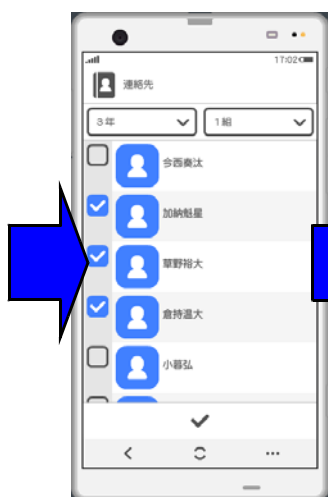 17:02
連絡先
3年
1組
今西奏汰
加納魁星
草野裕大
倉持温大
小暮弘